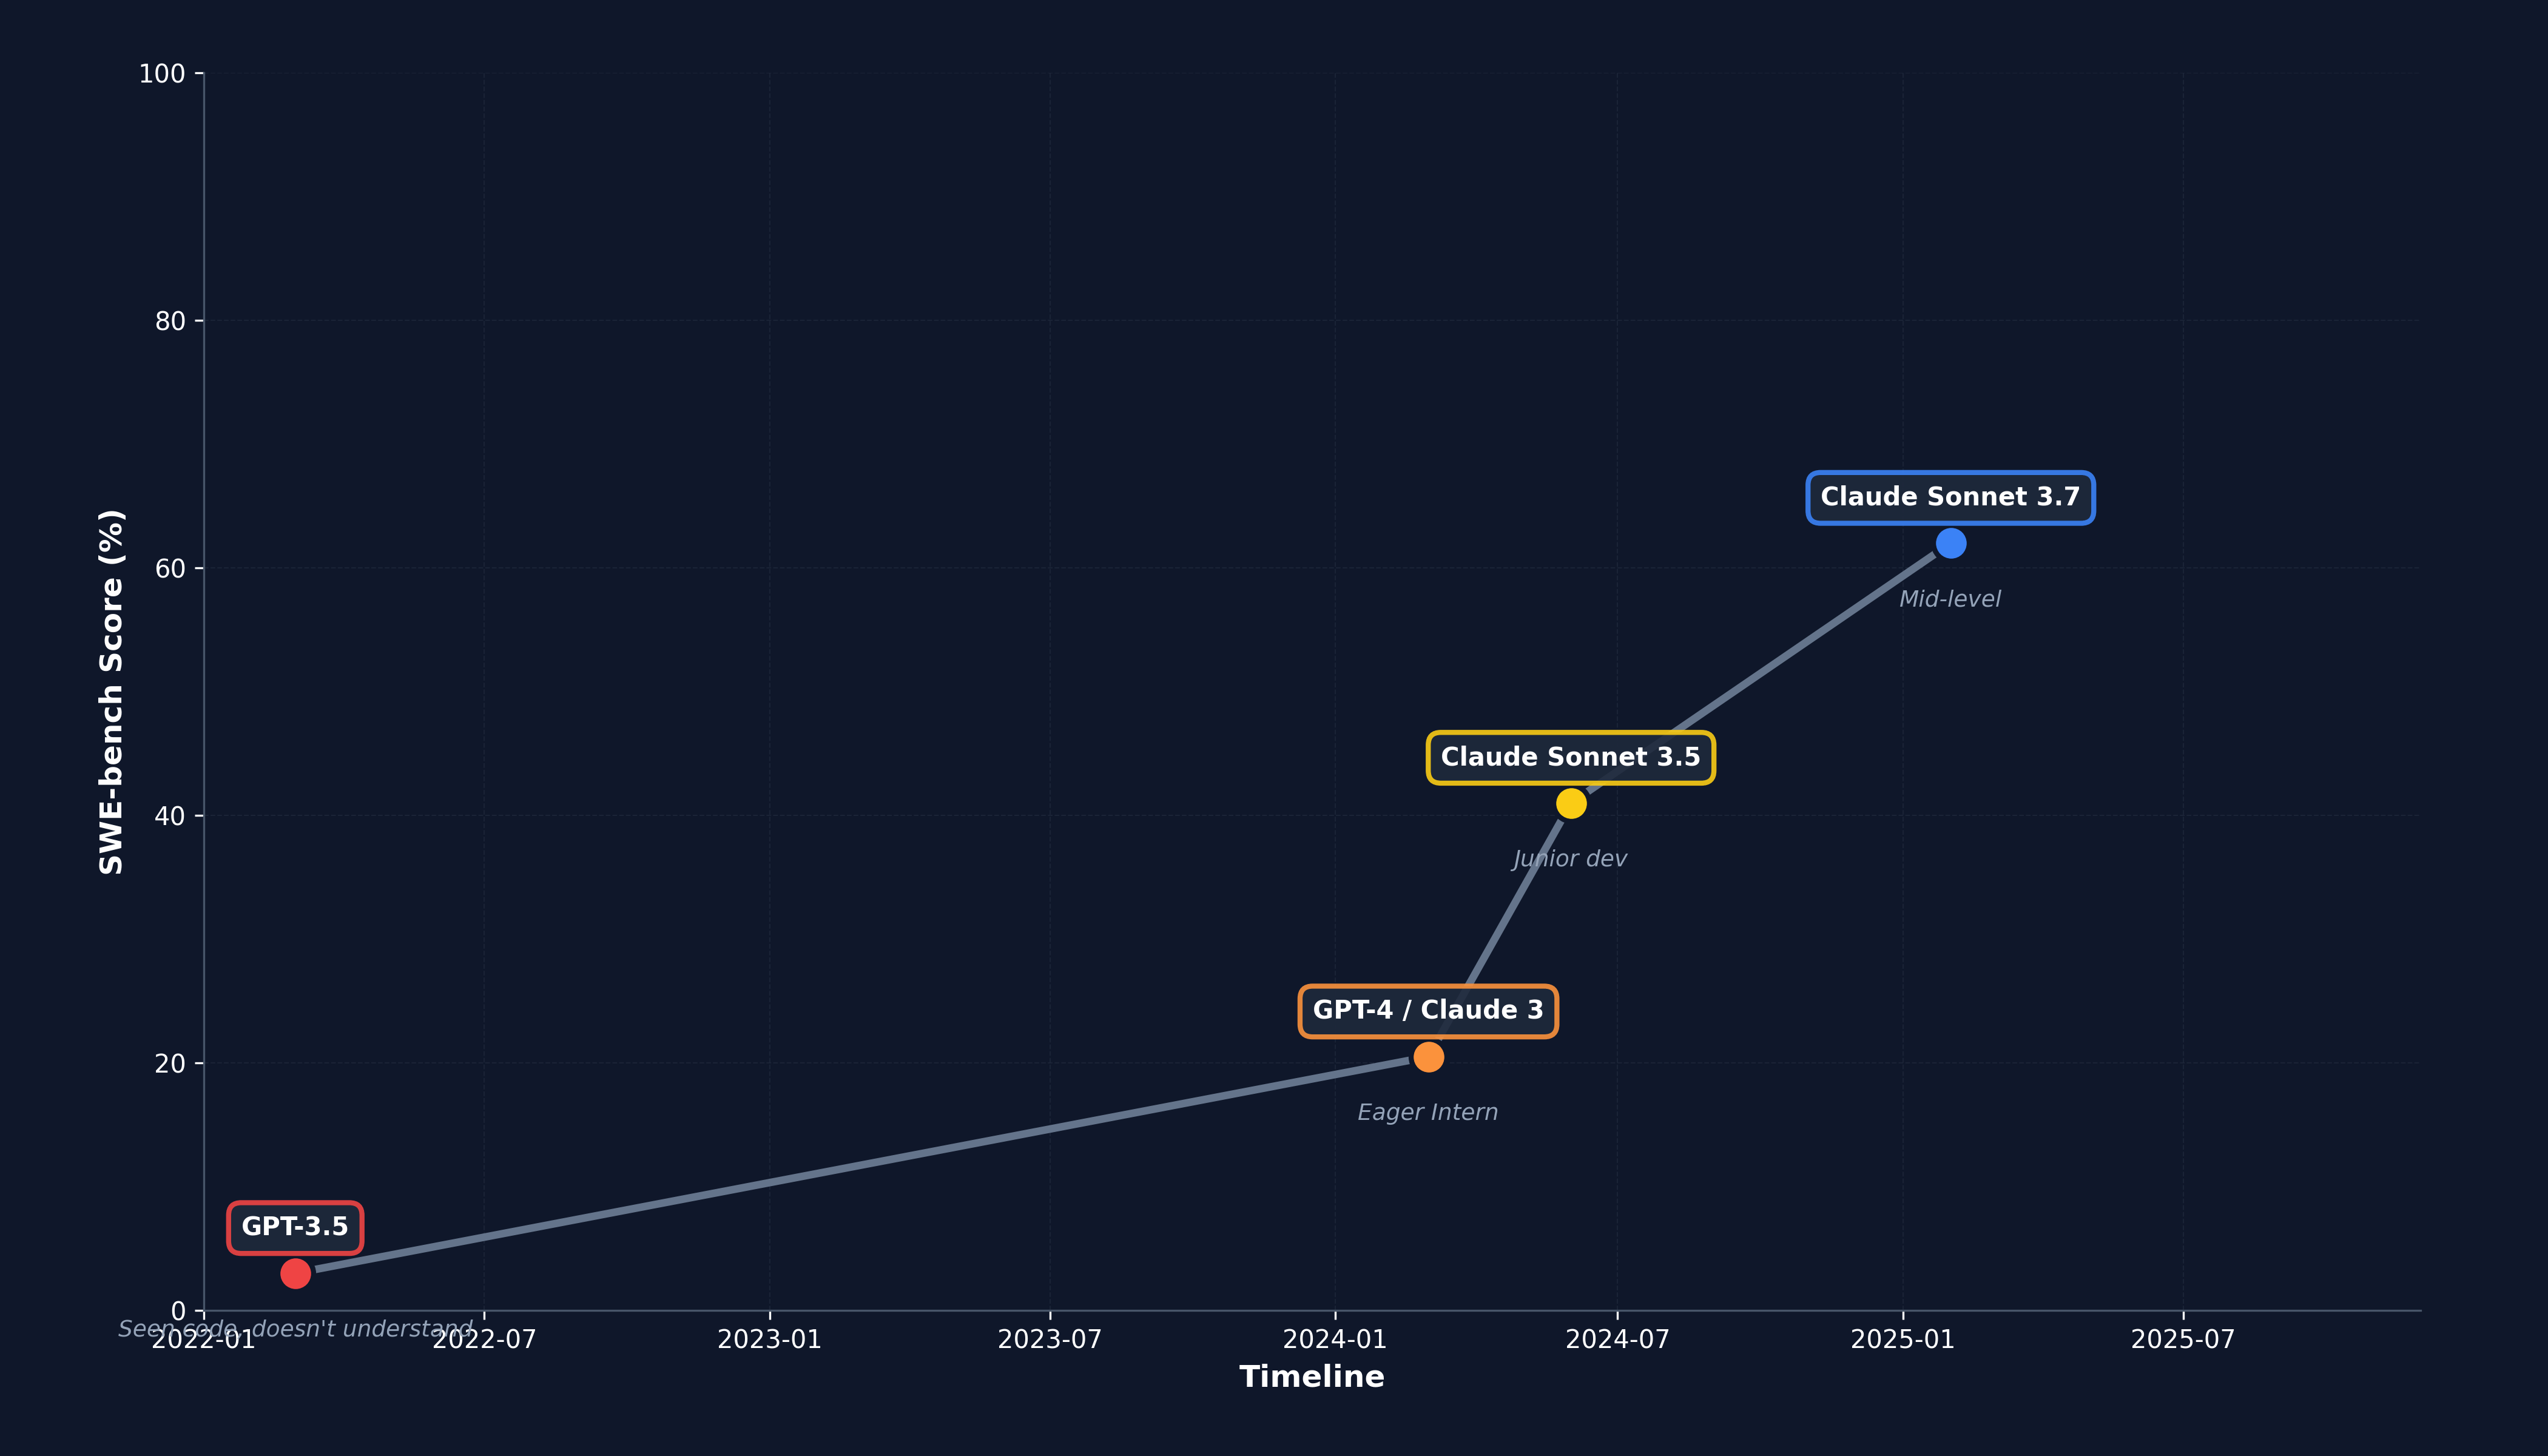 100
80
60
40
20
0
SWE-bench Score (%)
Claude Sonnet 3.7
Mid-level
Claude Sonnet 3.5
Junior dev
GPT-4 / Claude 3
Eager Intern
GPT-3.5
Seen code, doesn't understand
2022-01 2022-07 2023-01 2023-07 2024-01 2024-07 2025-01 2025-07
Timeline